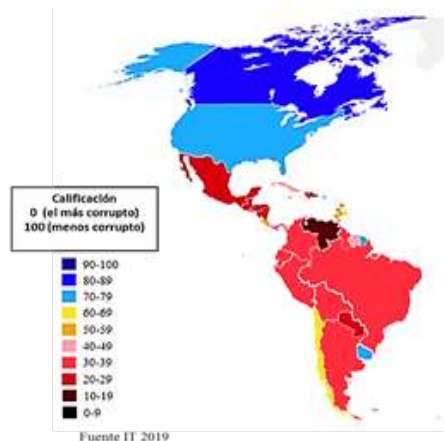 Calificación
0 (el más corrupto)
100 (menos corrupto)
90-100
80-89
70-79
60-69
50-59
40-49
30-39
20-29
10-19
0-9
Fuente IT 2019